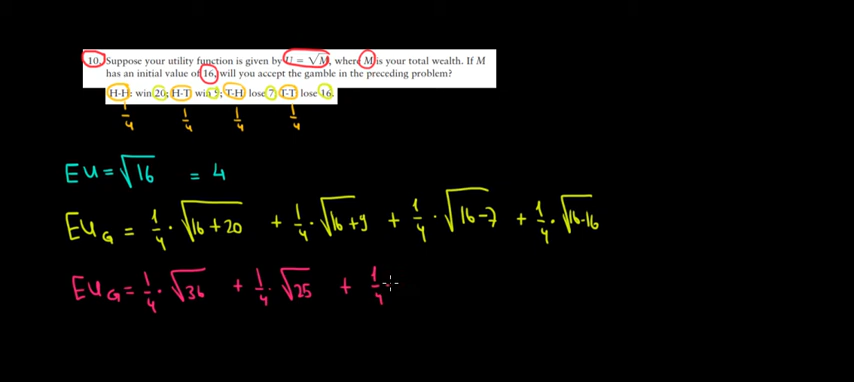 10. Suppose your utility function is given by U = √M, where M is your total wealth. If M
has an initial value of 16, will you accept the gamble in the preceding problem?
H-H: win 20; H-T win 9; T-H lose 7; T-T lose 16.
1/4 1/4 1/4 1/4
EU = √16 = 4
EU_G = 1/4 · √16 + 20 + 1/4 · √16 + 9 + 1/4 · √16 - 7 + 1/4 · √16-16
EU_G = 1/4 · √36 + 1/4 · √25 + 1/4